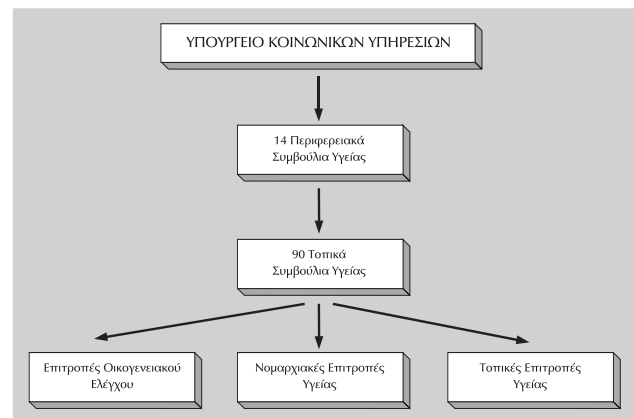 ΥΠΟΥΡΓΕΙΟ ΚΟΙΝΩΝΙΚΩΝ ΥΠΗΡΕΣΙΩΝ
14 Περιφερειακά
Συμβούλια Υγείας
90 Τοπικά
Συμβούλια Υγείας
Επιτροπές Οικογενειακού
Ελέγχου
Νομαρχιακές Επιτροπές
Υγείας
Τοπικές Επιτροπές
Υγείας